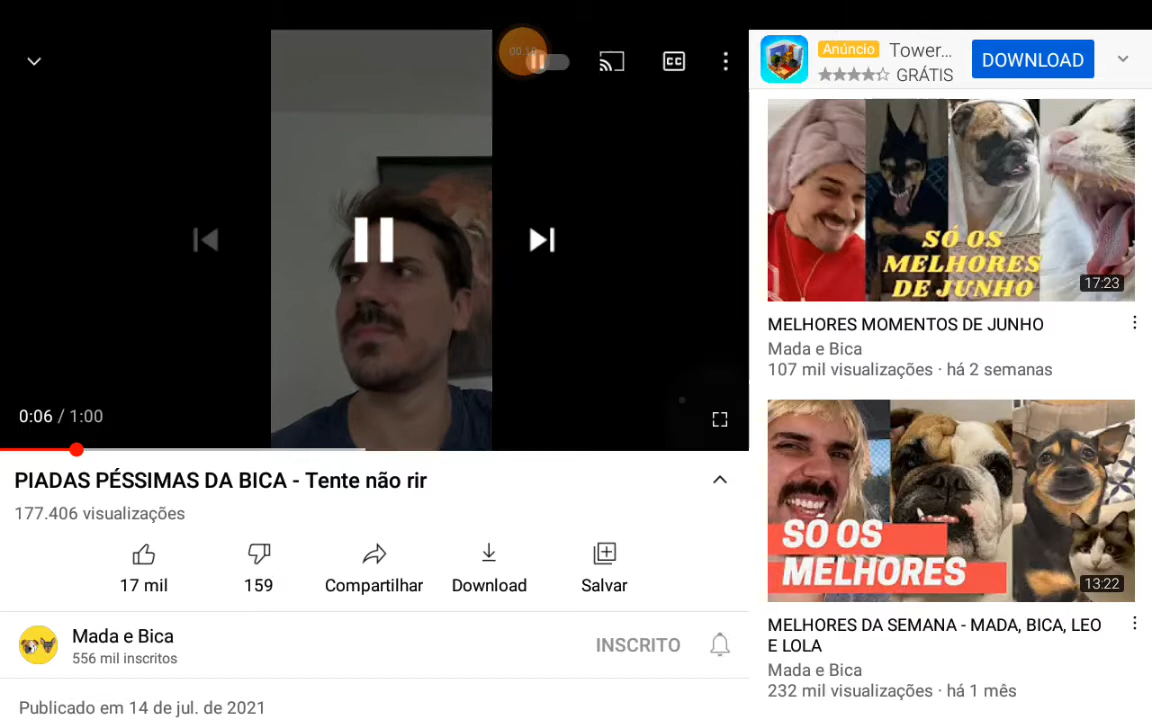 00:10
0:06 / 1:00
PIADAS PÉSSIMAS DA BICA - Tente não rir
177.406 visualizações
17 mil
159
Compartilhar
Download
Salvar
Mada e Bica
556 mil inscritos
INSCRITO
Publicado em 14 de jul. de 2021
Anúncio Tower...
GRÁTIS
DOWNLOAD
SÓ OS
MELHORES
DE JUNHO
17:23
MELHORES MOMENTOS DE JUNHO
Mada e Bica
107 mil visualizações · há 2 semanas
SÓ OS
MELHORES
13:22
MELHORES DA SEMANA - MADA, BICA, LEO
E LOLA
Mada e Bica
232 mil visualizações · há 1 mês